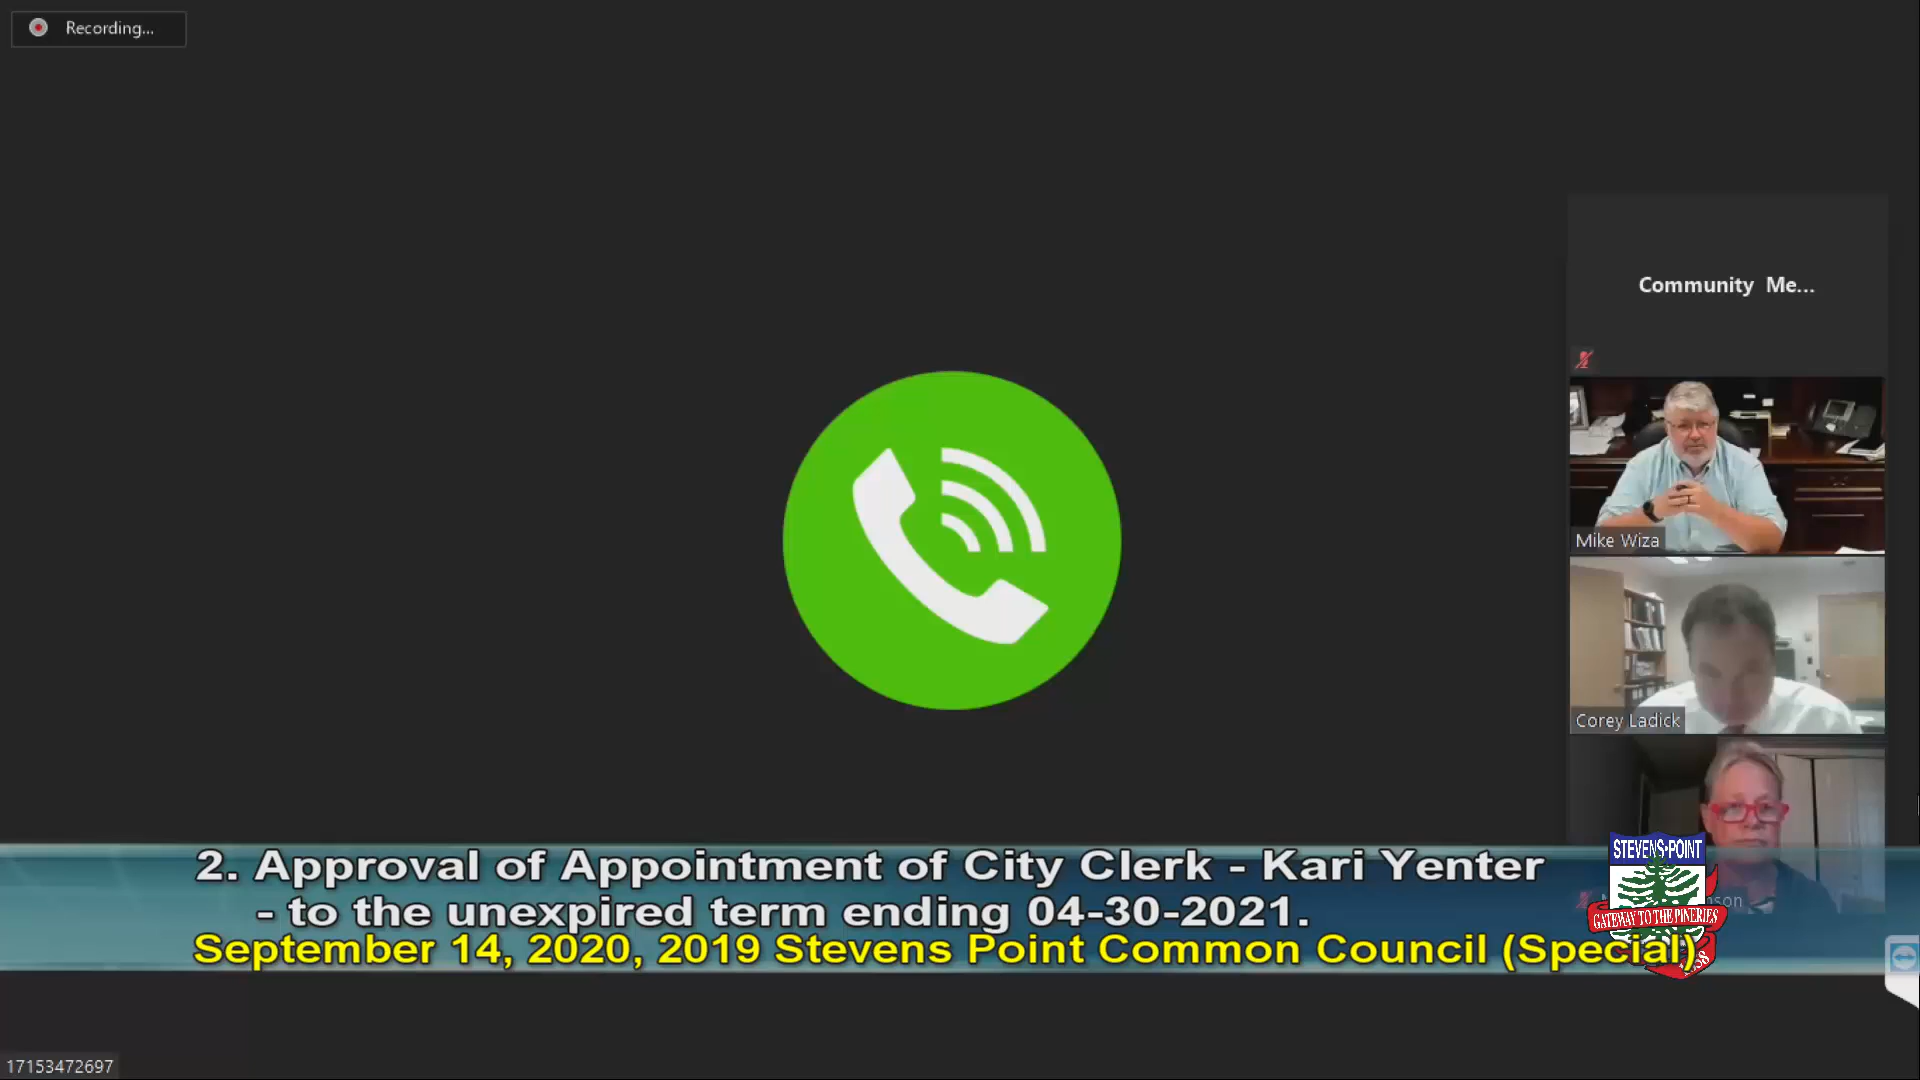 Recording...
Community Me...
Mike Wiza
Corey Ladick
2. Approval of Appointment of City Clerk - Kari Yenter
- to the unexpired term ending 04-30-2021.
September 14, 2020, 2019 Stevens Point Common Council (Special)
STEVENS·POINT
GATEWAY TO THE PINERIES
17153472697